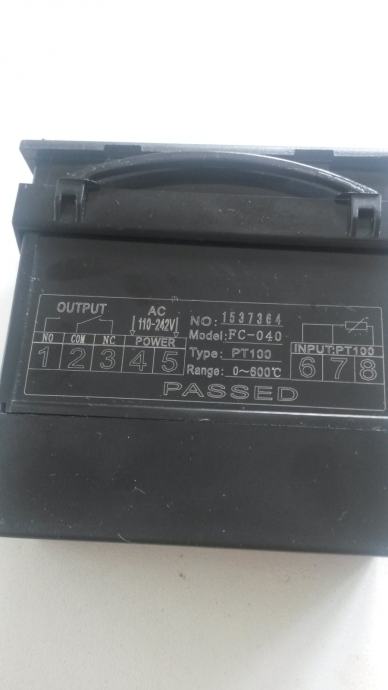 OUTPUT
NO COM NC
1 2 3
AC
110-242V
POWER
4 5
NO: 1537364
Model: FC-040
Type: PT100
Range: 0~600℃
INPUT:PT100
6 7 8
PASSED